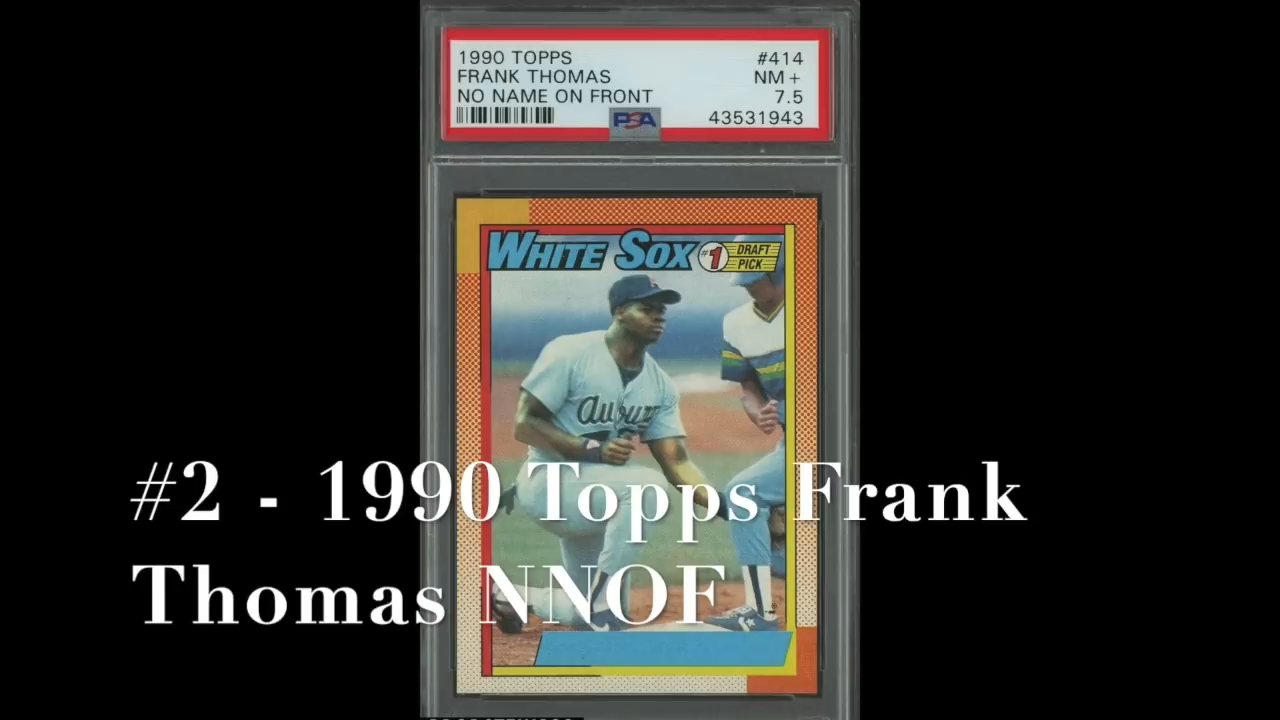 1990 TOPPS #414
FRANK THOMAS NM+
NO NAME ON FRONT 7.5
PSA 43531943
WHITE SOX #1 DRAFT PICK
Auburn
#2 - 1990 Topps Frank
Thomas NNOF